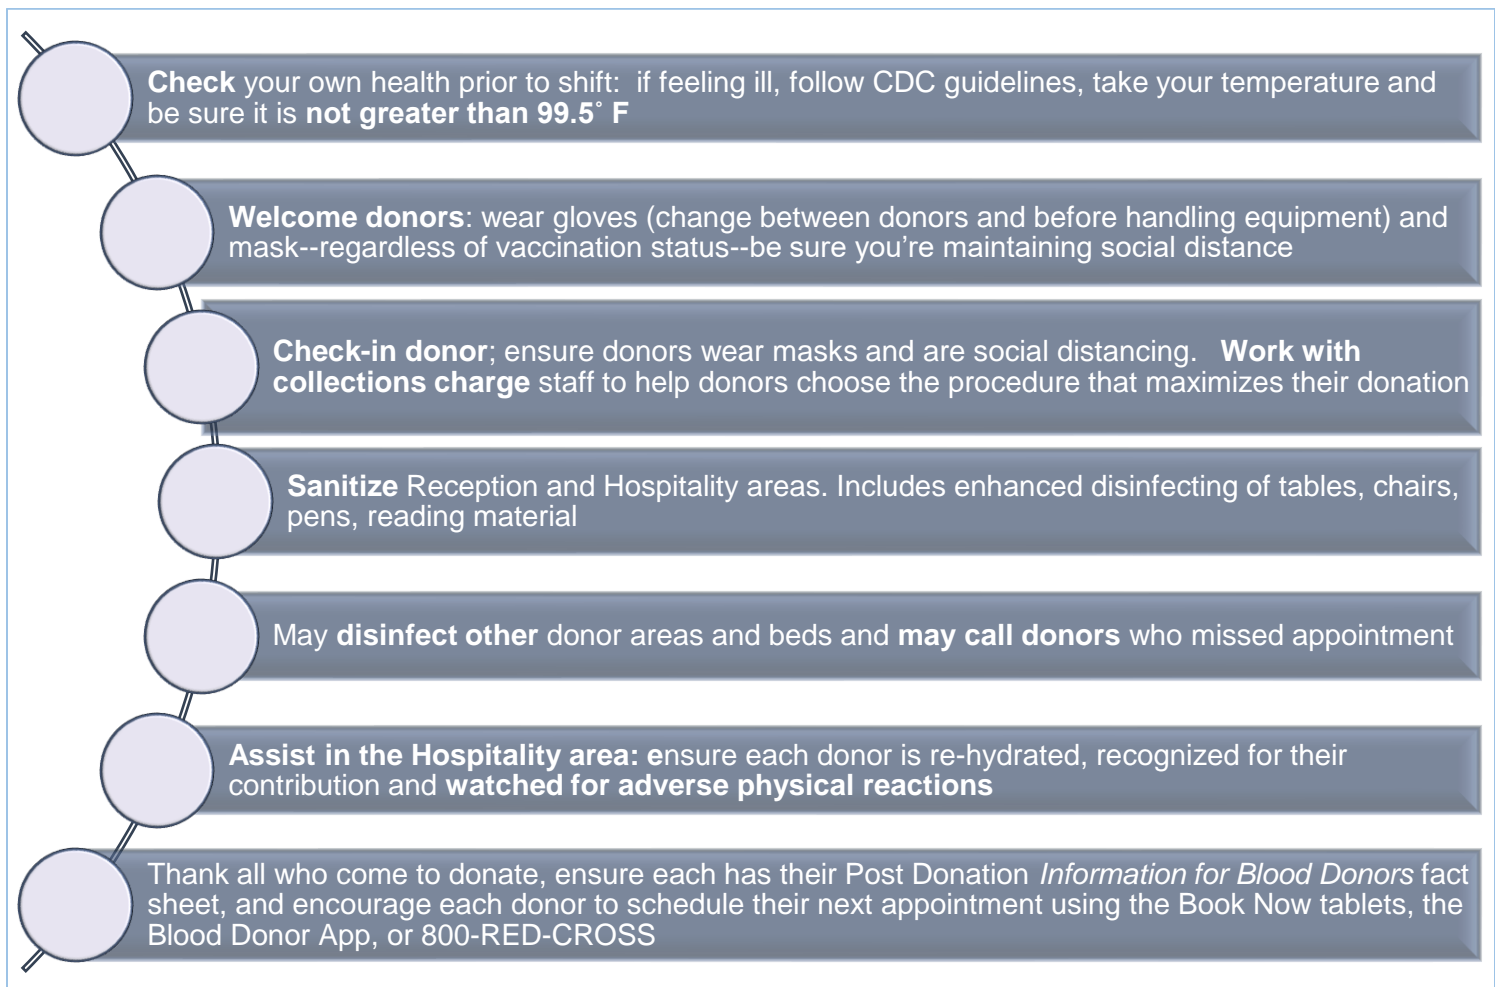 Check your own health prior to shift:  if feeling ill, follow CDC guidelines, take your temperature and
be sure it is not greater than 99.5˚ F
Welcome donors: wear gloves (change between donors and before handling equipment) and
mask--regardless of vaccination status--be sure you’re maintaining social distance
Check-in donor; ensure donors wear masks and are social distancing.   Work with
collections charge staff to help donors choose the procedure that maximizes their donation
Sanitize Reception and Hospitality areas. Includes enhanced disinfecting of tables, chairs,
pens, reading material
May disinfect other donor areas and beds and may call donors who missed appointment
Assist in the Hospitality area: ensure each donor is re-hydrated, recognized for their
contribution and watched for adverse physical reactions
Thank all who come to donate, ensure each has their Post Donation Information for Blood Donors fact
sheet, and encourage each donor to schedule their next appointment using the Book Now tablets, the
Blood Donor App, or 800-RED-CROSS